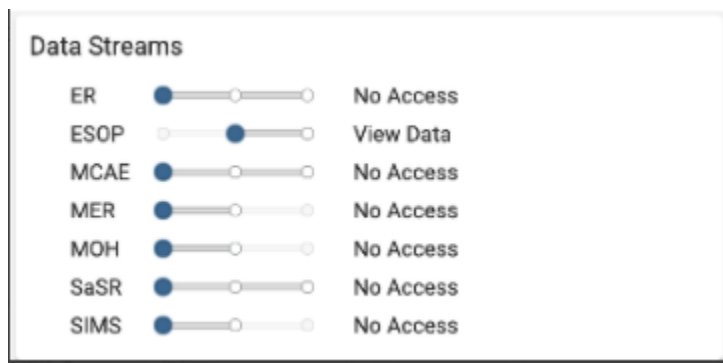 Data Streams
ER No Access
ESOP View Data
MCAE No Access
MER No Access
MOH No Access
SaSR No Access
SIMS No Access